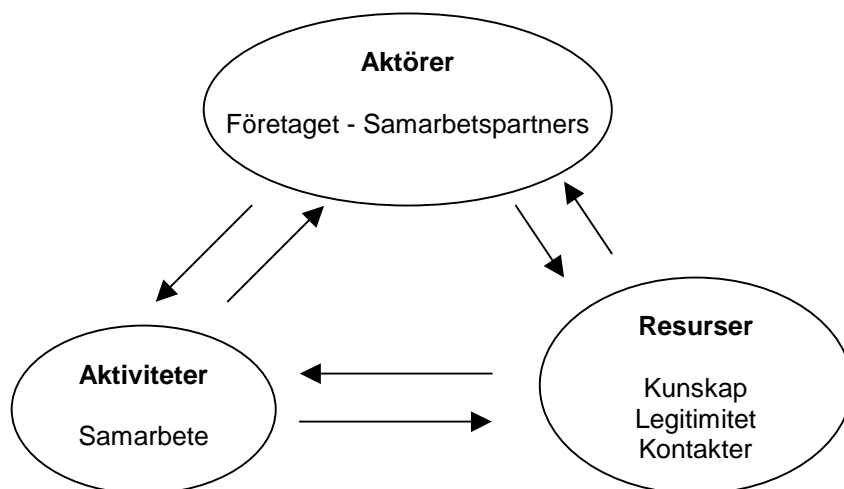 Aktörer
Företaget - Samarbetspartners
Resurser
Kunskap
Legitimitet
Kontakter
Aktiviteter
Samarbete